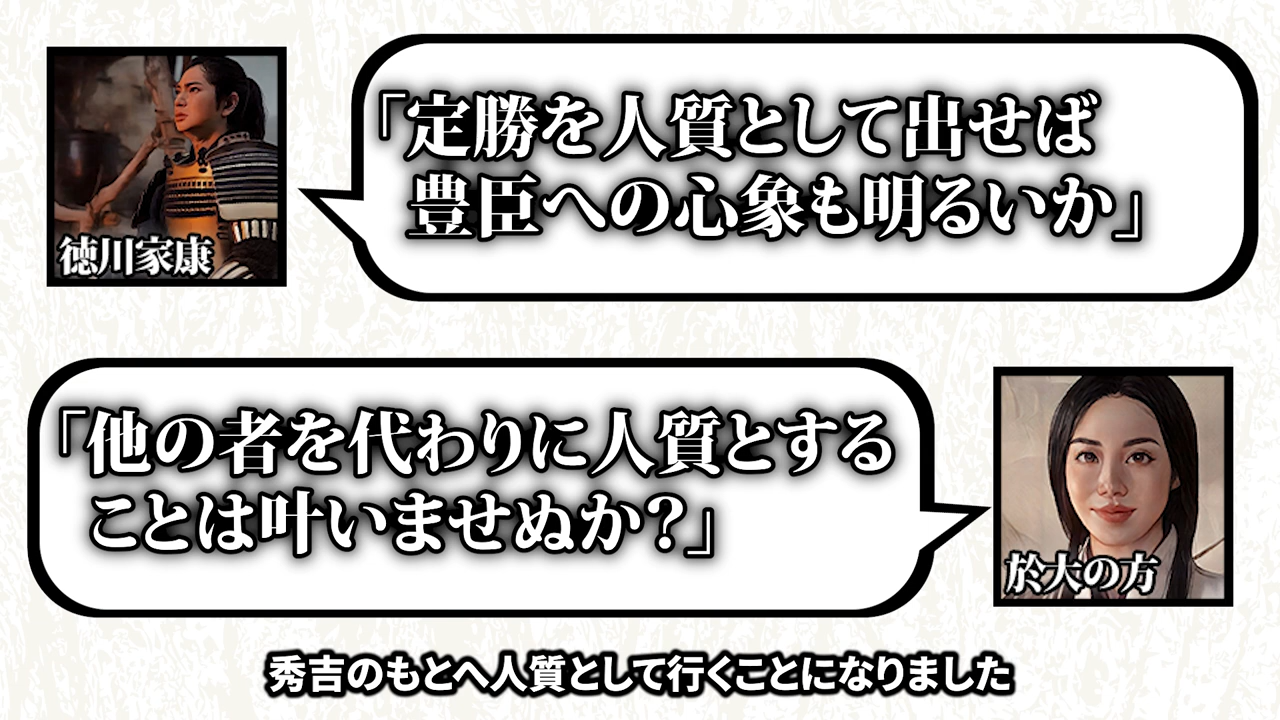 「定勝を人質として出せば
豊臣への心象も明るいか」
徳川家康
「他の者を代わりに人質とする
ことは叶いませぬか?」
於大の方
秀吉のもとへ人質として行くことになりました